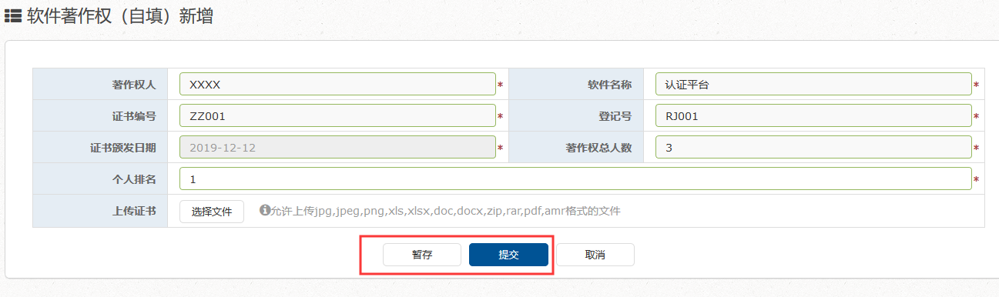 软件著作权（自填）新增
著作权人 XXXX * 软件名称 认证平台 *
证书编号 ZZ001 * 登记号 RJ001 *
证书颁发日期 2019-12-12 * 著作权总人数 3 *
个人排名 1 *
上传证书 选择文件 允许上传jpg,jpeg,png,xls,xlsx,doc,docx,zip,rar,pdf,amr格式的文件
暂存 提交 取消